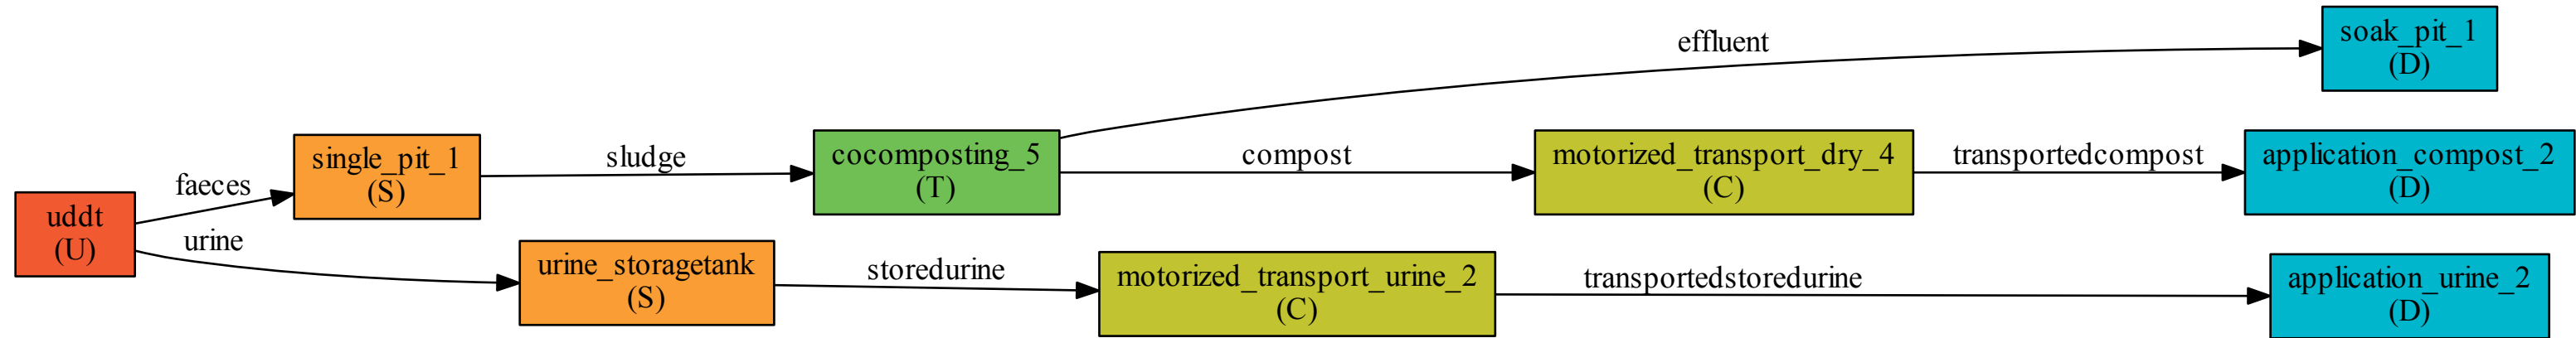 uddt
(U)
faeces
urine
single_pit_1
(S)
sludge
urine_storagetank
(S)
storedurine
cocomposting_5
(T)
effluent
compost
motorized_transport_urine_2
(C)
transportedstoredurine
motorized_transport_dry_4
(C)
transportedcompost
soak_pit_1
(D)
application_compost_2
(D)
application_urine_2
(D)